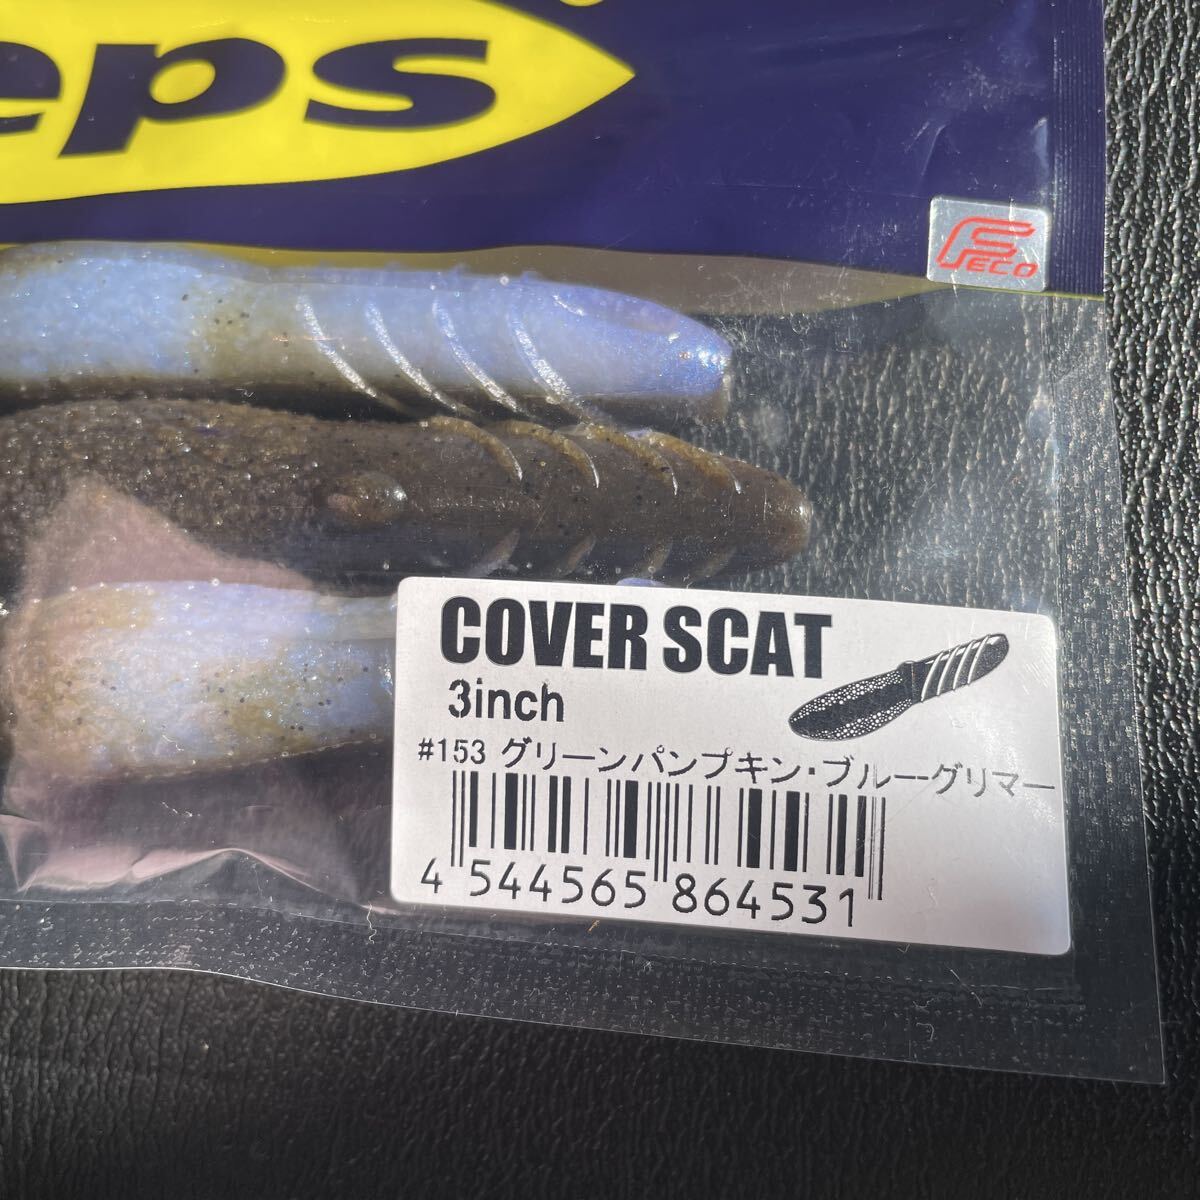 eps
FECO
COVER SCAT
3inch
#153 グリーンパンプキン・ブルーグリマー
4 544565 864531